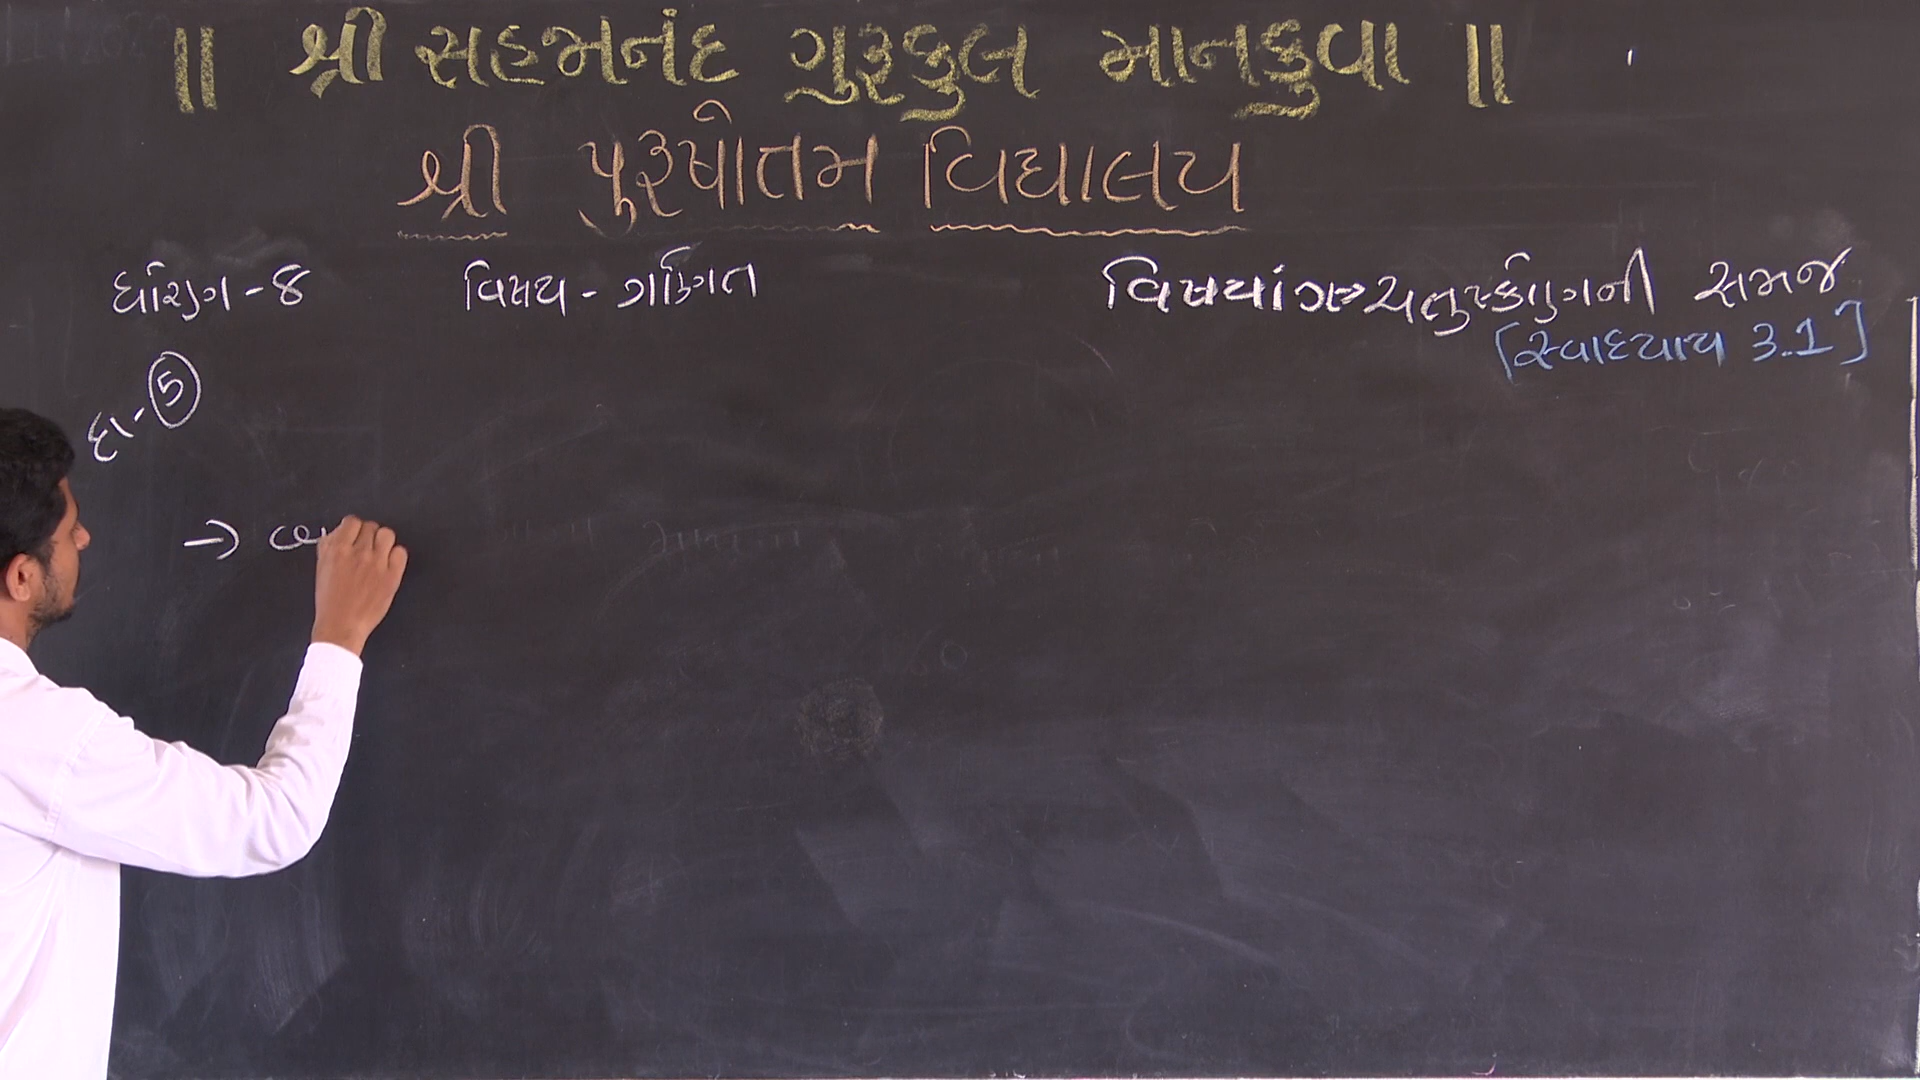 ॥ શ્રી સહજાનંદ ગુરૂકુલ માનકુવા ॥
શ્રી પુરૂષોતમ વિદ્યાલય
ધોરણ-8 વિષય - ગણિત વિષયાંગ ચતુષ્કોણની સમજ
[સ્વાધ્યાય 3.1]
દા-5
→